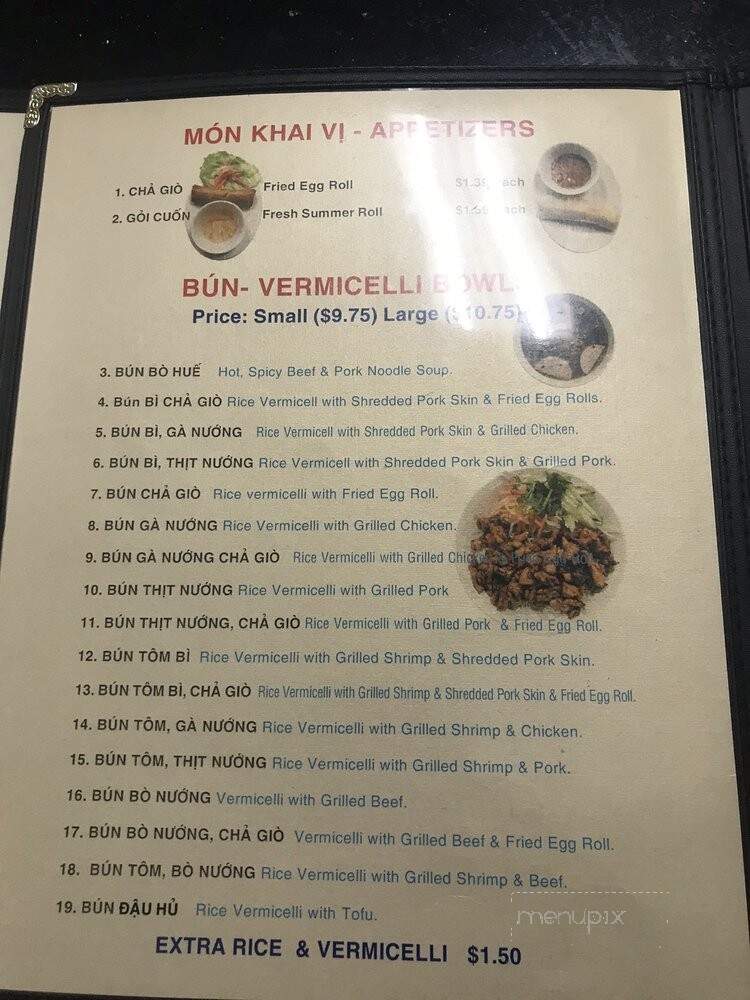 MÓN KHAI VỊ - APPETIZERS
1. CHẢ GIÒ Fried Egg Roll $1.39 each
2. GỎI CUỐN Fresh Summer Roll each
BÚN- VERMICELLI BOWL
Price: Small ($9.75) Large ($10.75)
3. BÚN BÒ HUẾ Hot, Spicy Beef & Pork Noodle Soup.
4. Bún BÌ CHẢ GIÒ Rice Vermicell with Shredded Pork Skin & Fried Egg Rolls.
5. BÚN BÌ, GÀ NƯỚNG Rice Vermicell with Shredded Pork Skin & Grilled Chicken.
6. BÚN BÌ, THỊT NƯỚNG Rice Vermicell with Shredded Pork Skin & Grilled Pork.
7. BÚN CHẢ GIÒ Rice vermicelli with Fried Egg Roll.
8. BÚN GÀ NƯỚNG Rice Vermicelli with Grilled Chicken.
9. BÚN GÀ NƯỚNG CHẢ GIÒ Rice Vermicelli with Grilled Chicken & Fried Egg Roll.
10. BÚN THỊT NƯỚNG Rice Vermicelli with Grilled Pork
11. BÚN THỊT NƯỚNG, CHẢ GIÒ Rice Vermicelli with Grilled Pork & Fried Egg Roll.
12. BÚN TÔM BÌ Rice Vermicelli with Grilled Shrimp & Shredded Pork Skin.
13. BÚN TÔM BÌ, CHẢ GIÒ Rice Vermicelli with Grilled Shrimp & Shredded Pork Skin & Fried Egg Roll.
14. BÚN TÔM, GÀ NƯỚNG Rice Vermicelli with Grilled Shrimp & Chicken.
15. BÚN TÔM, THỊT NƯỚNG Rice Vermicelli with Grilled Shrimp & Pork.
16. BÚN BÒ NƯỚNG Vermicelli with Grilled Beef.
17. BÚN BÒ NƯỚNG, CHẢ GIÒ Vermicelli with Grilled Beef & Fried Egg Roll.
18. BÚN TÔM, BÒ NƯỚNG Rice Vermicelli with Grilled Shrimp & Beef.
19. BÚN ĐẬU HỦ Rice Vermicelli with Tofu.
menupix
EXTRA RICE & VERMICELLI $1.50